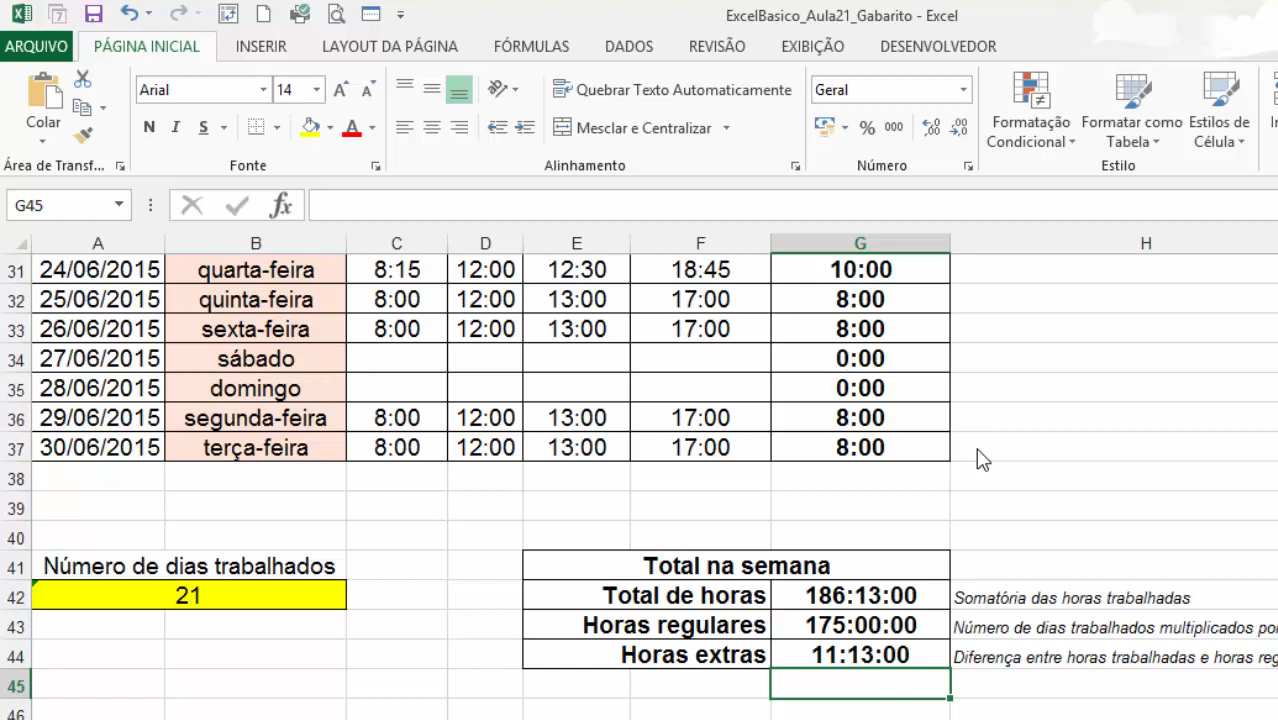 ExcelBasico_Aula21_Gabarito - Excel
ARQUIVO PÁGINA INICIAL INSERIR LAYOUT DA PÁGINA FÓRMULAS DADOS REVISÃO EXIBIÇÃO DESENVOLVEDOR
Colar
Arial 14
N I S
Quebrar Texto Automaticamente
Mesclar e Centralizar
Geral
% 000
Formatação Condicional
Formatar como Tabela
Estilos de Célula
Área de Transf... Fonte Alinhamento Número Estilo
G45 fx
A B C D E F G H
31 24/06/2015 quarta-feira 8:15 12:00 12:30 18:45 10:00
32 25/06/2015 quinta-feira 8:00 12:00 13:00 17:00 8:00
33 26/06/2015 sexta-feira 8:00 12:00 13:00 17:00 8:00
34 27/06/2015 sábado 0:00
35 28/06/2015 domingo 0:00
36 29/06/2015 segunda-feira 8:00 12:00 13:00 17:00 8:00
37 30/06/2015 terça-feira 8:00 12:00 13:00 17:00 8:00
38
39
40
41 Número de dias trabalhados Total na semana
42 21 Total de horas 186:13:00 Somatória das horas trabalhadas
43 Horas regulares 175:00:00 Número de dias trabalhados multiplicados po
44 Horas extras 11:13:00 Diferença entre horas trabalhadas e horas reg
45
46